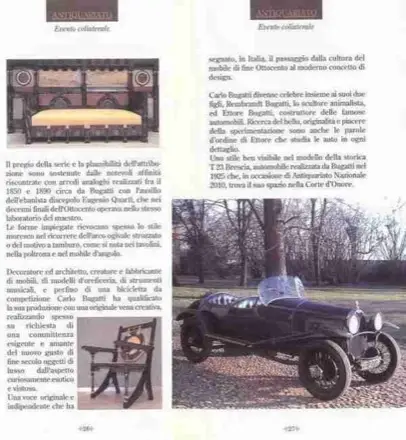 ANTIQUARIATO
Evento collaterale
Il pregio della serie e la plausibilità dell'attribu-
zione sono sostenute dalle notevoli affinità
riscontrate con arredi analoghi realizzati fra il
1850 e 1890 circa da Bugatti con l'ausilio
dell'ebanista discepolo Eugenio Quarti, che nei
decenni finali dell'Ottocento operava nello stesso
laboratorio del maestro.
Le forme impiegate rievocano spesso lo stile
moresco nel ricorrere dell'arco ogivale strozzato
o del motivo a tamburo, come si nota nei tavolini,
nella poltrona e nel mobile d'angolo.
Decoratore ed architetto, creatore e fabbricante
di mobili, di modelli d'oreficeria, di strumenti
musicali, e perfino di una bicicletta da
competizione Carlo Bugatti ha qualificato
la sua produzione con una originale vena creativa,
realizzando spesso
su richiesta di
una committenza
esigente e amante
del nuovo gusto di
fine secolo oggetti di
lusso dall'aspetto
curiosamente esotico
e vistoso.
Una voce originale e
indipendente che ha
«26»
ANTIQUARIATO
Evento collaterale
segnato, in Italia, il passaggio dalla cultura del
mobile di fine Ottocento al moderno concetto di
design.
Carlo Bugatti divenne celebre insieme ai suoi due
figli, Rembrandt Bugatti, lo scultore animalista,
ed Ettore Bugatti, costruttore delle famose
automobili. Ricerca del bello, originalità e piacere
della sperimentazione sono anche le parole
d'ordine di Ettore che studia le auto in ogni
dettaglio.
Uno stile ben visibile nel modello della storica
T 23 Brescia, automobile realizzata da Bugatti nel
1925 che, in occasione di Antiquariato Nazionale
2010, trova il suo spazio nella Corte d'Onore.
«27»